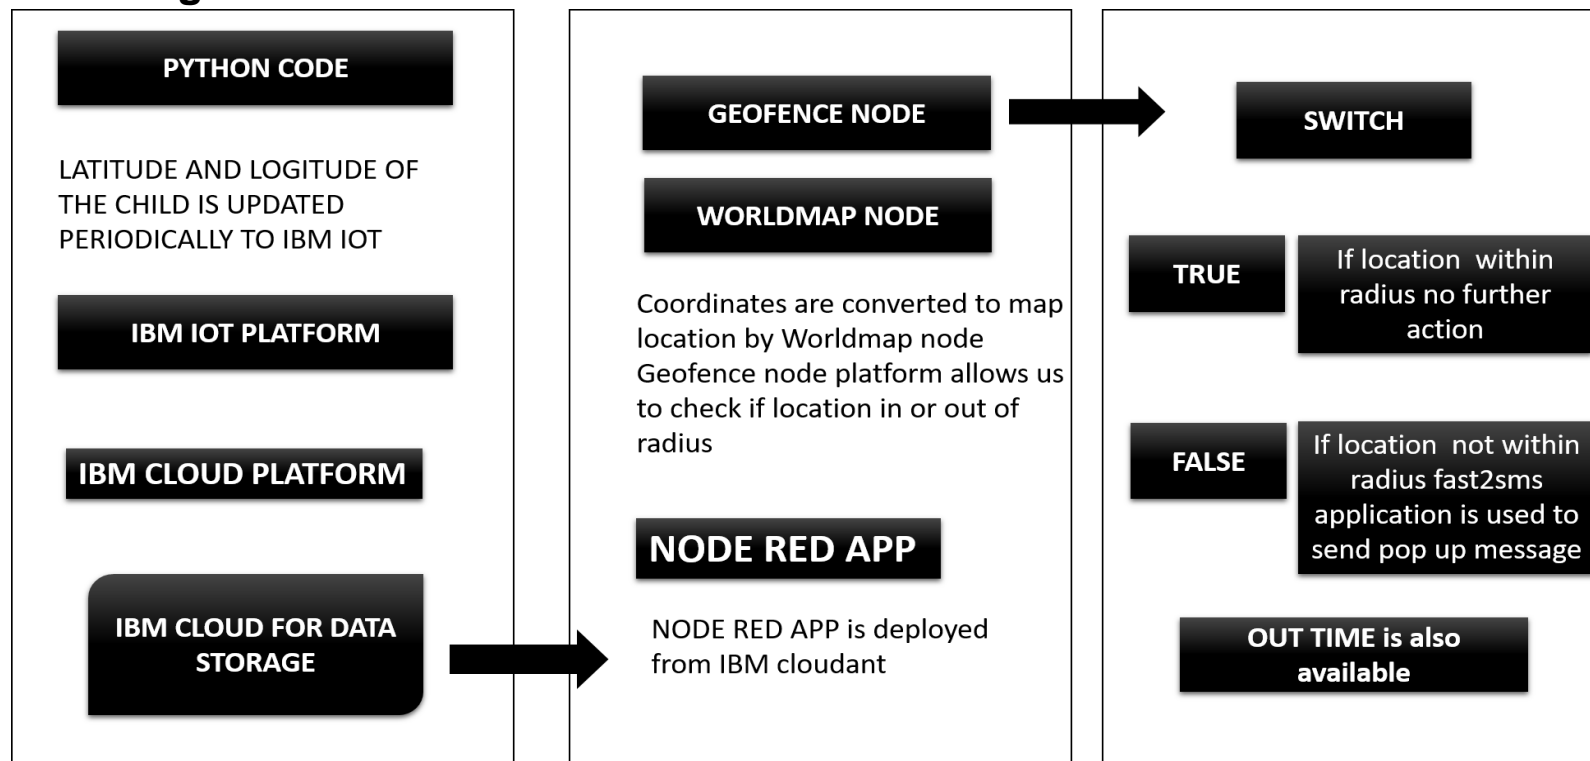 PYTHON CODE
LATITUDE AND LOGITUDE OF
THE CHILD IS UPDATED
PERIODICALLY TO IBM IOT
IBM IOT PLATFORM
IBM CLOUD PLATFORM
IBM CLOUD FOR DATA
STORAGE
GEOFENCE NODE
WORLDMAP NODE
Coordinates are converted to map
location by Worldmap node
Geofence node platform allows us
to check if location in or out of
radius
NODE RED APP
NODE RED APP is deployed
from IBM cloudant
SWITCH
TRUE
If location within
radius no further
action
FALSE
If location not within
radius fast2sms
application is used to
send pop up message
OUT TIME is also
available